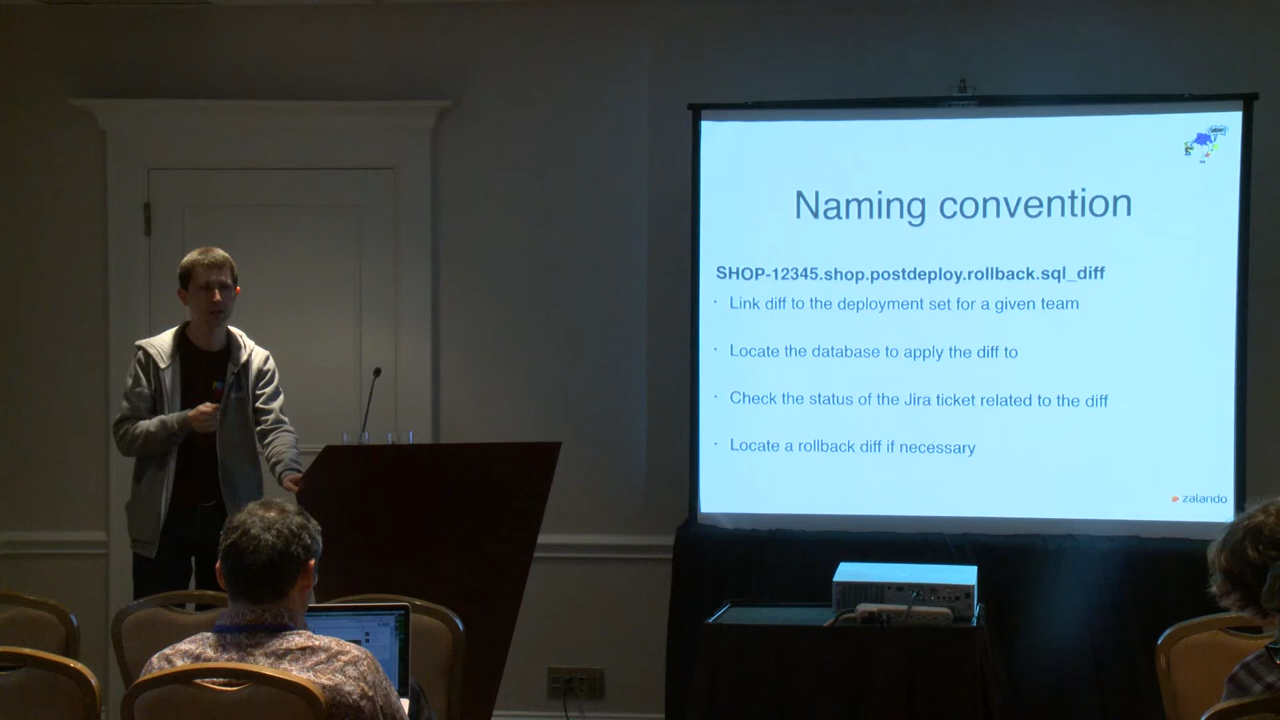 Naming convention
SHOP-12345.shop.postdeploy.rollback.sql_diff
· Link diff to the deployment set for a given team
· Locate the database to apply the diff to
· Check the status of the Jira ticket related to the diff
· Locate a rollback diff if necessary
zalando